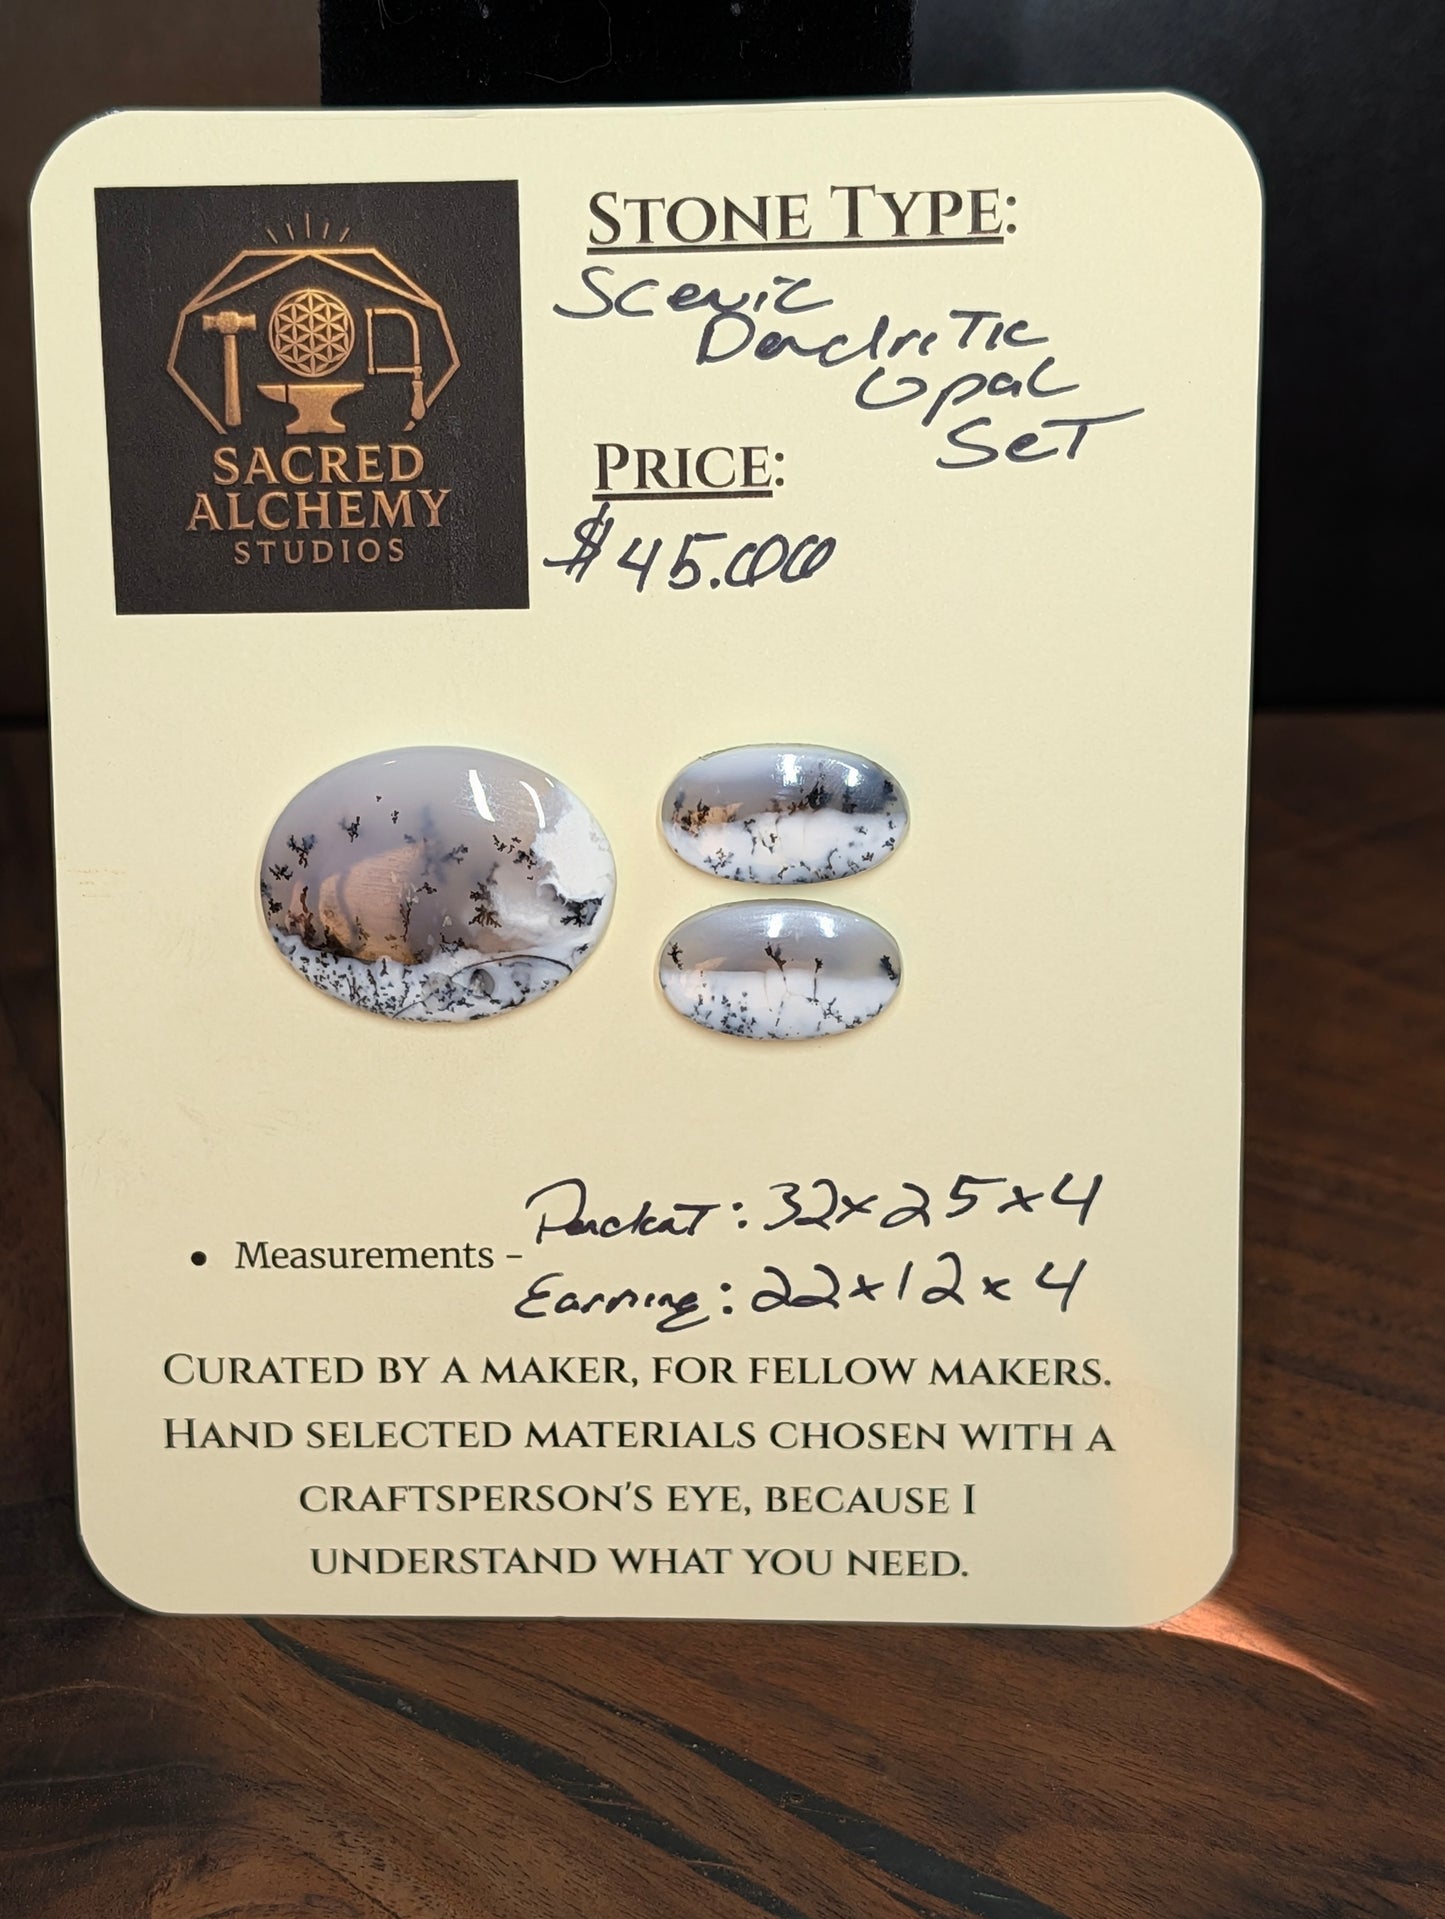 SACRED
ALCHEMY
STUDIOS
STONE TYPE:
Scenic
Dendritic
Opal
Set
PRICE:
$45.00
Pendant: 32x25x4
• Measurements -
Earring: 22x12x4
CURATED BY A MAKER, FOR FELLOW MAKERS.
HAND SELECTED MATERIALS CHOSEN WITH A
CRAFTSPERSON'S EYE, BECAUSE I
UNDERSTAND WHAT YOU NEED.